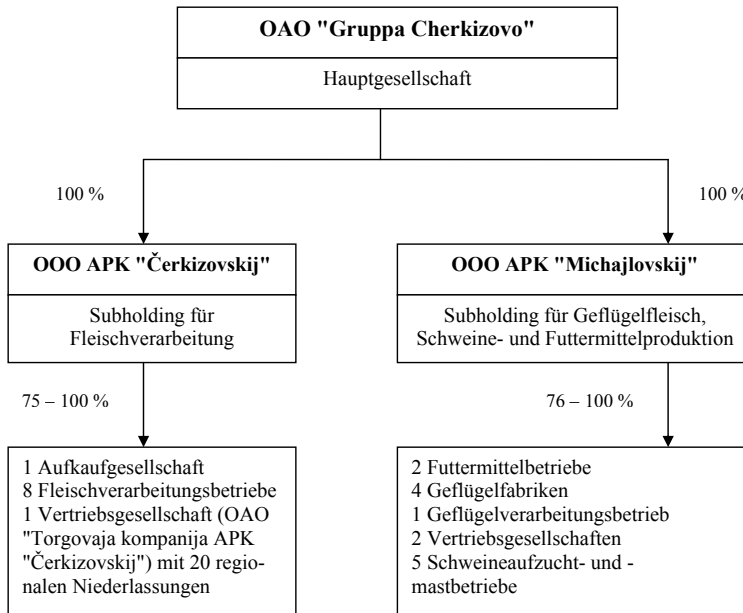 OAO "Gruppa Cherkizovo"
Hauptgesellschaft
100 %
100 %
OOO APK "Čerkizovskij"
Subholding für
Fleischverarbeitung
OOO APK "Michajlovskij"
Subholding für Geflügelfleisch,
Schweine- und Futtermittelproduktion
75 – 100 %
76 – 100 %
1 Aufkaufgesellschaft
8 Fleischverarbeitungsbetriebe
1 Vertriebsgesellschaft (OAO
"Torgovaja kompanija APK
"Čerkizovskij") mit 20 regio-
nalen Niederlassungen
2 Futtermittelbetriebe
4 Geflügelfabriken
1 Geflügelverarbeitungsbetrieb
2 Vertriebsgesellschaften
5 Schweineaufzucht- und -
mastbetriebe